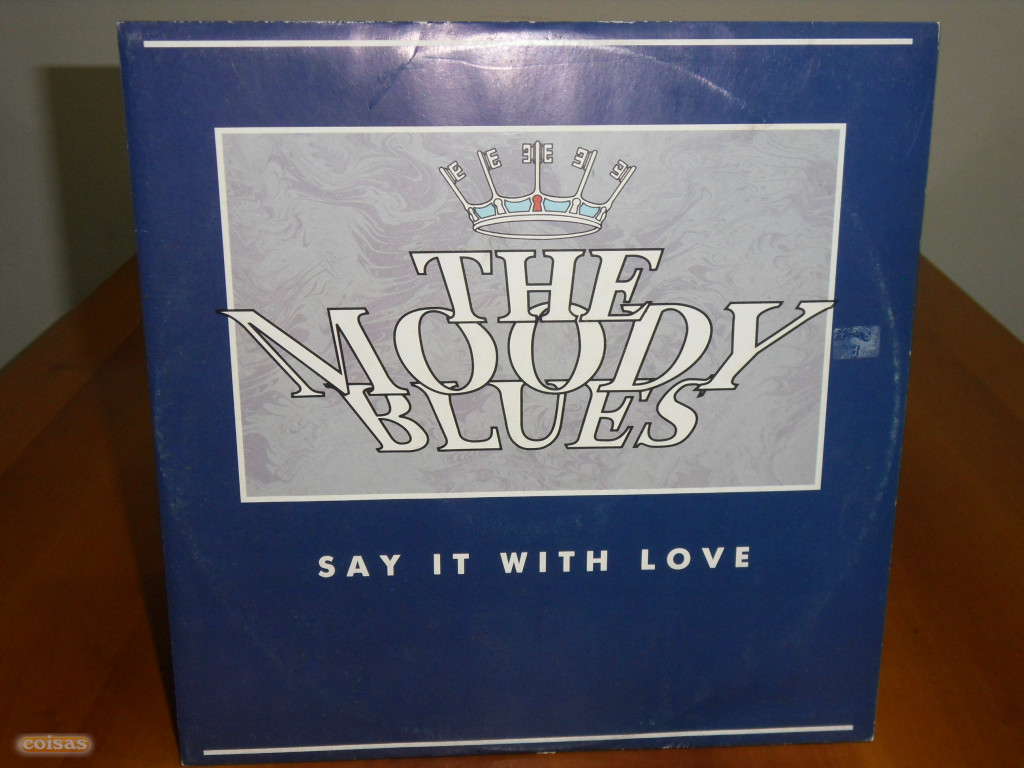 THE
MOODY
BLUES
SAY IT WITH LOVE
coisas